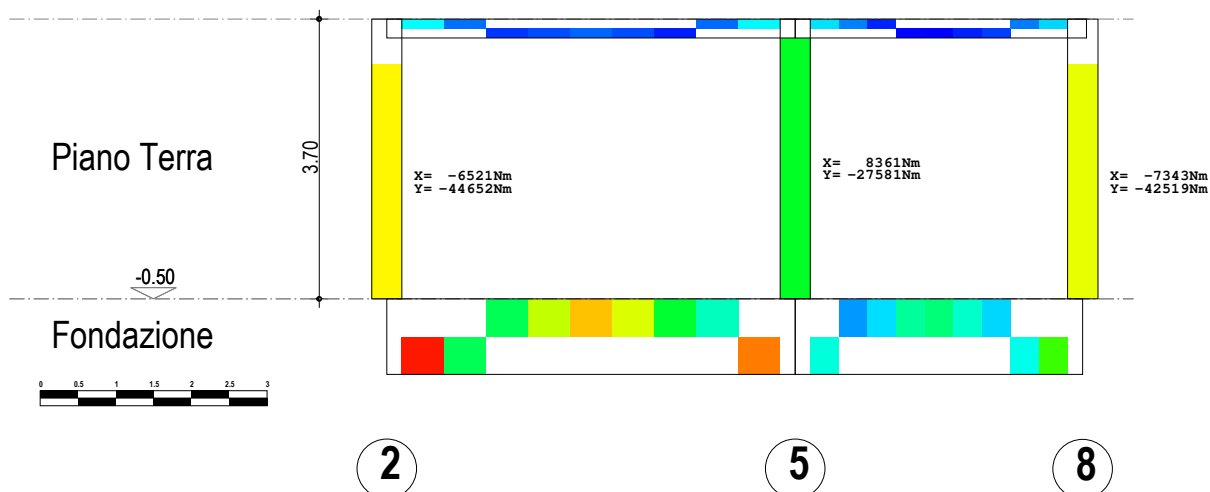 Piano Terra
3.70
X=  -6521Nm
Y= -44652Nm
X=   8361Nm
Y= -27581Nm
X=  -7343Nm
Y= -42519Nm
-0.50
Fondazione
0 0.5 1 1.5 2 2.5 3
2 5 8